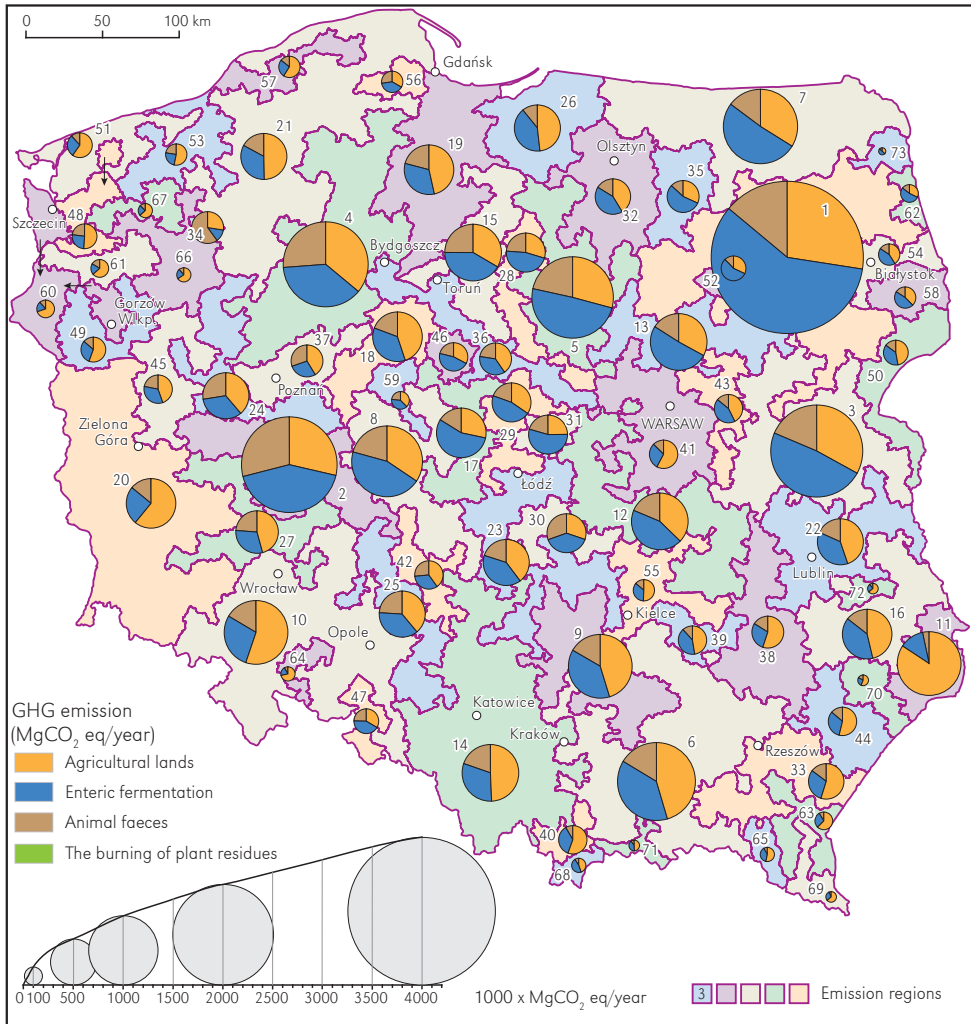 0 50 100 km
Gdańsk
57
56
7
51
53
21
26
19
Olsztyn
35
73
32
62
Szczecin
48
67
34
4
15
1
Bydgoszcz
28
54
61
66
Toruń
52
Białystok
60
Gorzów
Wlkp.
58
5
49
13
37
18
46
36
50
45
Poznań
59
43
24
Zielona
Góra
8
29
31
WARSAW
3
17
41
2
Łódź
20
30
12
22
27
23
Lublin
42
55
Wrocław
25
Kielce
72
10
Opole
9
39
38
16
11
64
70
47
Katowice
Kraków
44
14
6
Rzeszów
33
63
40
71
65
68
69
GHG emission
(MgCO₂ eq/year)
Agricultural lands
Enteric fermentation
Animal faeces
The burning of plant residues
0 100 500 1000 1500 2000 2500 3000 3500 4000
1000 x MgCO₂ eq/year
3 Emission regions